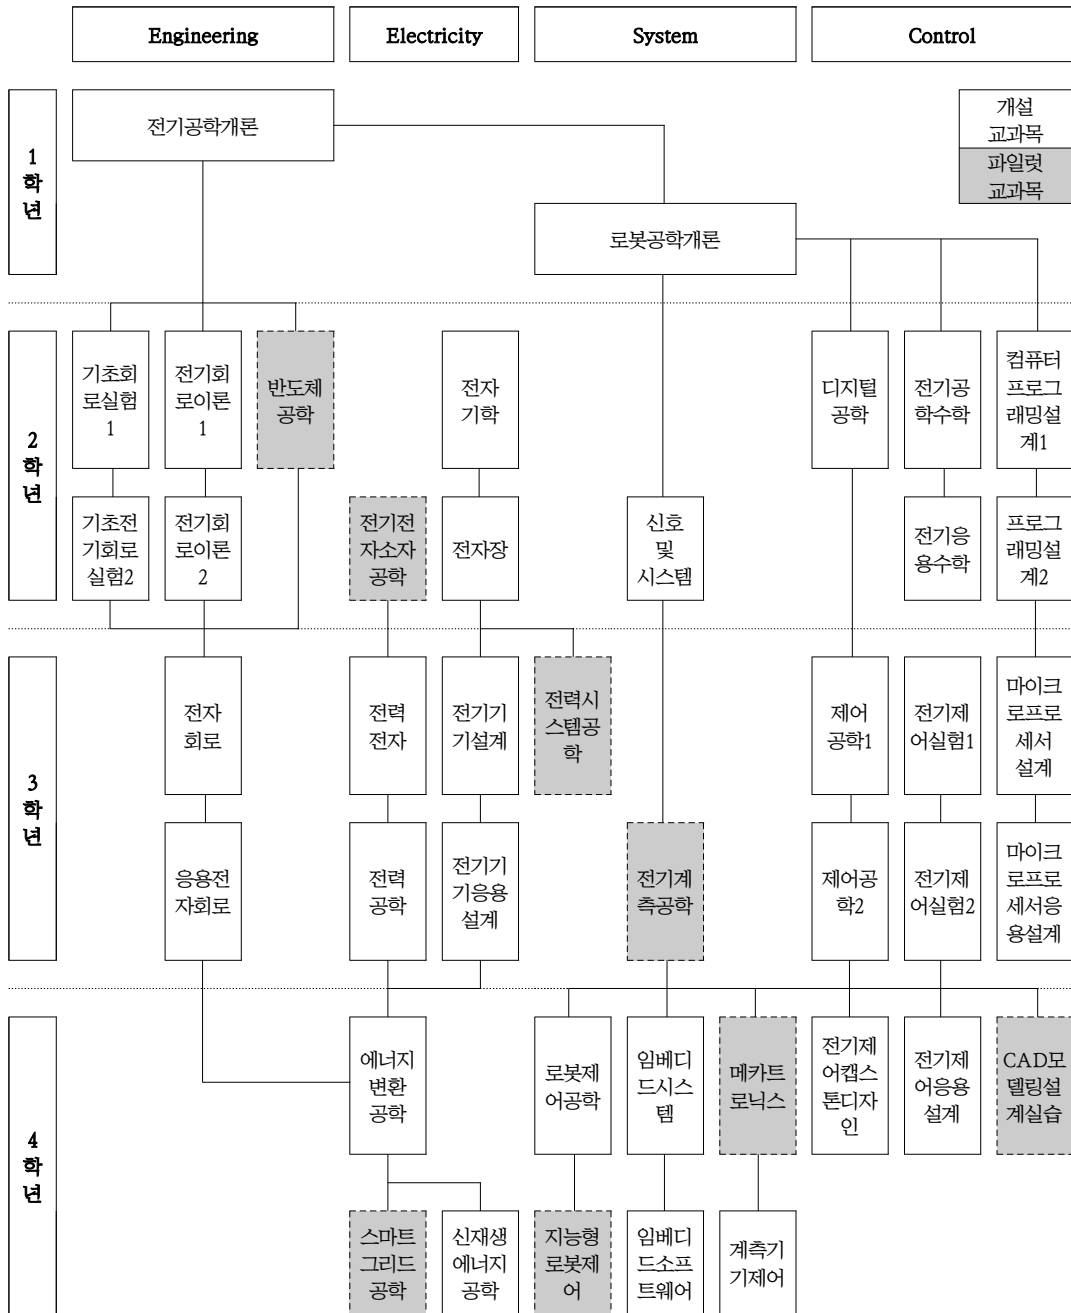 Engineering
Electricity
System
Control
1
학
년
전기공학개론
개설
교과목
파일럿
교과목
로봇공학개론
2
학
년
기초회
로실험
1
전기회
로이론
1
반도체
공학
전자
기학
디지털
공학
전기공
학수학
컴퓨터
프로그
래밍설
계1
기초전
기회로
실험2
전기회
로이론
2
전기전
자소자
공학
전자장
신호
및
시스템
전기응
용수학
프로그
래밍설
계2
3
학
년
전자
회로
전력
전자
전기기
기설계
전력시
스템공
학
제어
공학1
전기제
어실험1
마이크
로프로
세서
설계
응용전
자회로
전력
공학
전기기
기응용
설계
전기계
측공학
제어공
학2
전기제
어실험2
마이크
로프로
세서응
용설계
4
학
년
에너지
변환
공학
로봇제
어공학
임베디
드시스
템
메카트
로닉스
전기제
어캡스
톤디자
인
전기제
어응용
설계
CAD모
델링설
계실습
스마트
그리드
공학
신재생
에너지
공학
지능형
로봇제
어
임베디
드소프
트웨어
계측기
기제어